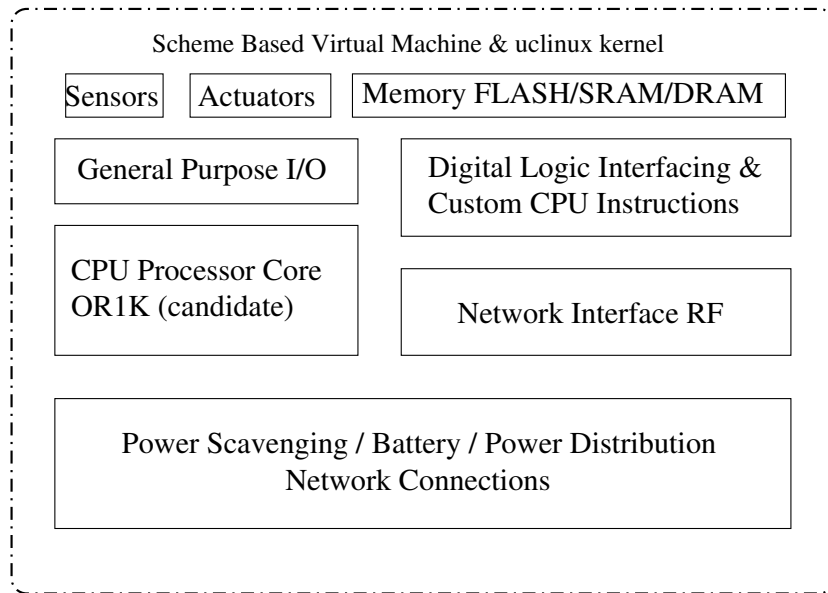 Scheme Based Virtual Machine & uclinux kernel
Sensors
Actuators
Memory FLASH/SRAM/DRAM
General Purpose I/O
Digital Logic Interfacing &
Custom CPU Instructions
CPU Processor Core
OR1K (candidate)
Network Interface RF
Power Scavenging / Battery / Power Distribution
Network Connections